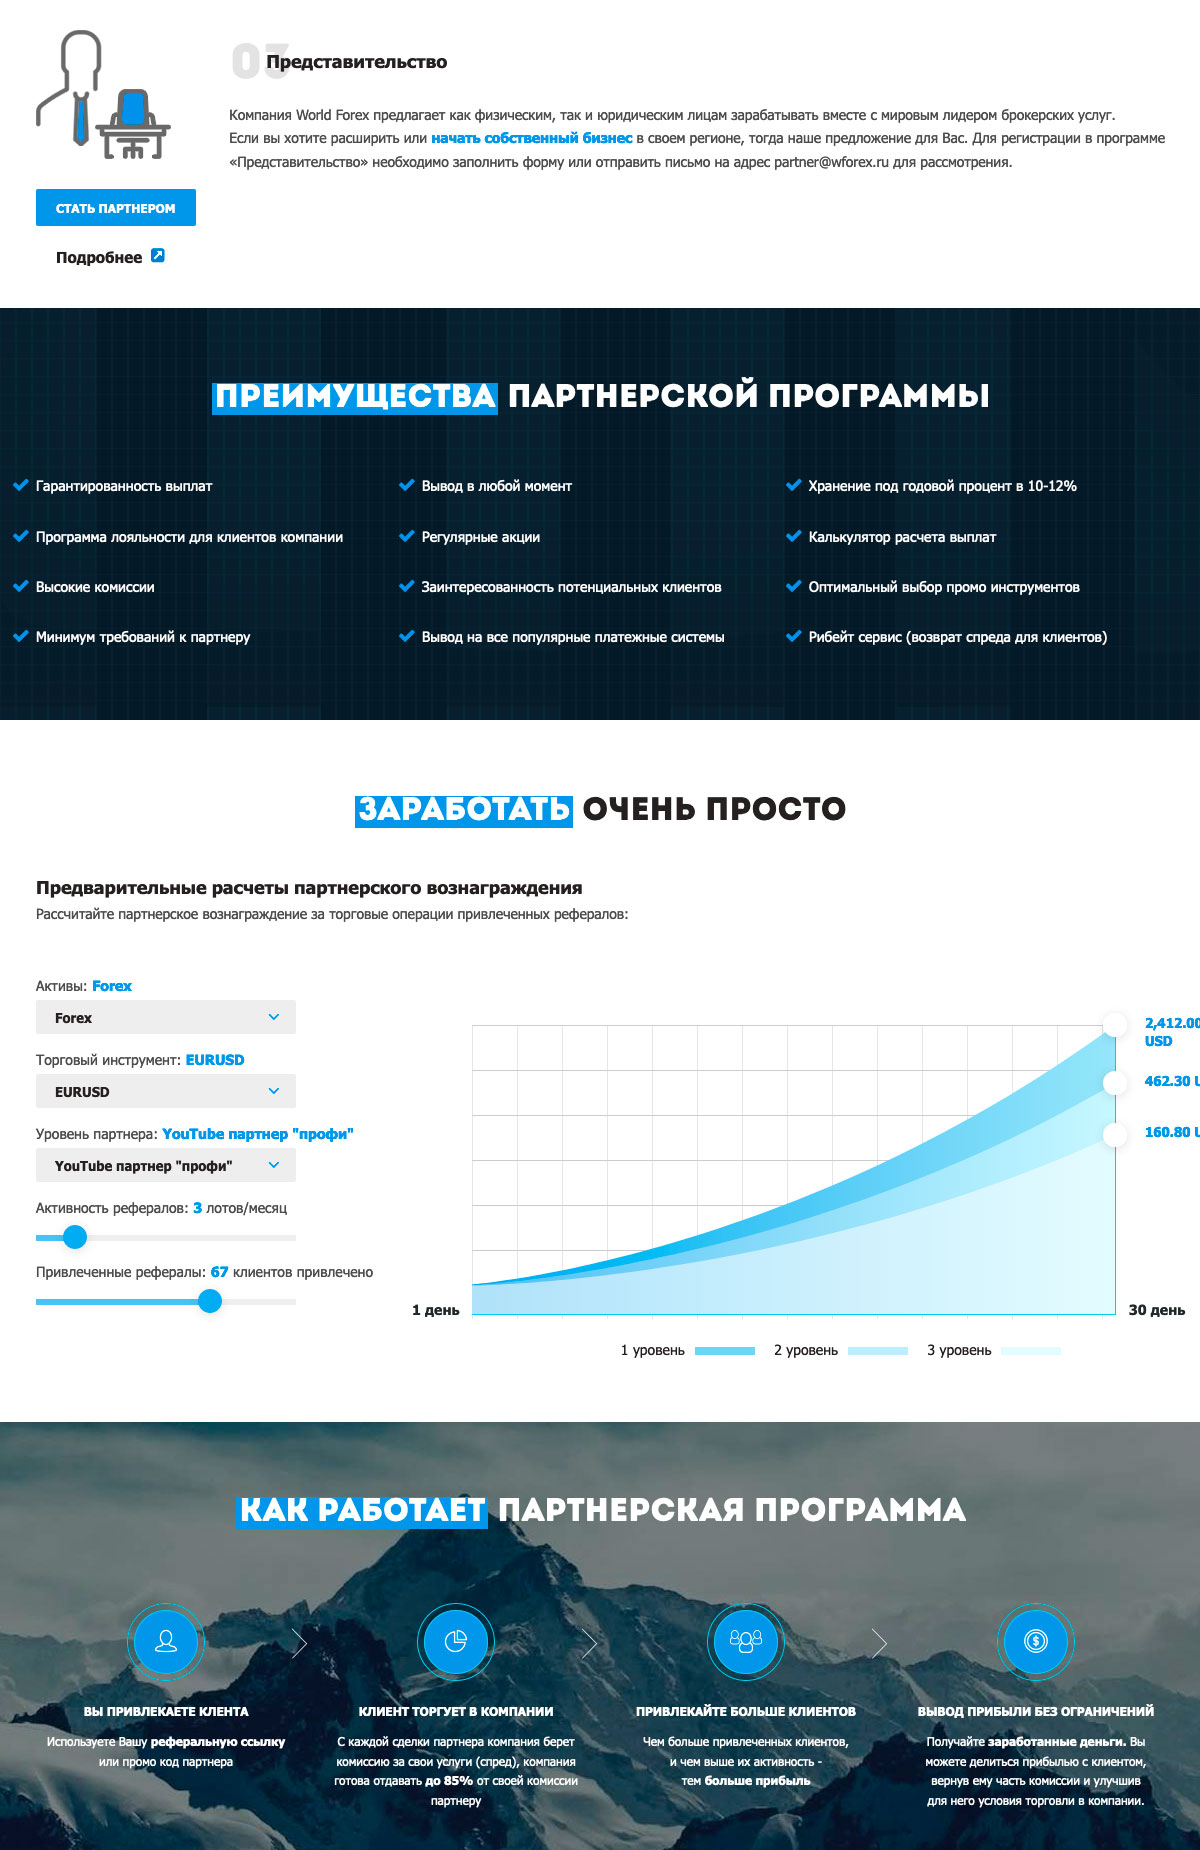 03
Представительство
Компания World Forex предлагает как физическим, так и юридическим лицам зарабатывать вместе с мировым лидером брокерских услуг.
Если вы хотите расширить или начать собственный бизнес в своем регионе, тогда наше предложение для Вас. Для регистрации в программе
«Представительство» необходимо заполнить форму или отправить письмо на адрес partner@wforex.ru для рассмотрения.
СТАТЬ ПАРТНЕРОМ
Подробнее
ПРЕИМУЩЕСТВА ПАРТНЕРСКОЙ ПРОГРАММЫ
Гарантированность выплат
Вывод в любой момент
Хранение под годовой процент в 10-12%
Программа лояльности для клиентов компании
Регулярные акции
Калькулятор расчета выплат
Высокие комиссии
Заинтересованность потенциальных клиентов
Оптимальный выбор промо инструментов
Минимум требований к партнеру
Вывод на все популярные платежные системы
Рибейт сервис (возврат спреда для клиентов)
ЗАРАБОТАТЬ ОЧЕНЬ ПРОСТО
Предварительные расчеты партнерского вознаграждения
Рассчитайте партнерское вознаграждение за торговые операции привлеченных рефералов:
Активы: Forex
Forex
Торговый инструмент: EURUSD
EURUSD
Уровень партнера: YouTube партнер "профи"
YouTube партнер "профи"
Активность рефералов: 3 лотов/месяц
Привлеченные рефералы: 67 клиентов привлечено
2,412.00
USD
462.30 U
160.80 U
1 день
30 день
1 уровень
2 уровень
3 уровень
КАК РАБОТАЕТ ПАРТНЕРСКАЯ ПРОГРАММА
ВЫ ПРИВЛЕКАЕТЕ КЛЕНТА
Используете Вашу реферальную ссылку
или промо код партнера
КЛИЕНТ ТОРГУЕТ В КОМПАНИИ
С каждой сделки партнера компания берет
комиссию за свои услуги (спред), компания
готова отдавать до 85% от своей комиссии
партнеру
ПРИВЛЕКАЙТЕ БОЛЬШЕ КЛИЕНТОВ
Чем больше привлеченных клиентов,
и чем выше их активность -
тем больше прибыль
ВЫВОД ПРИБЫЛИ БЕЗ ОГРАНИЧЕНИЙ
Получайте заработанные деньги. Вы
можете делиться прибылью с клиентом,
вернув ему часть комиссии и улучшив
для него условия торговли в компании.